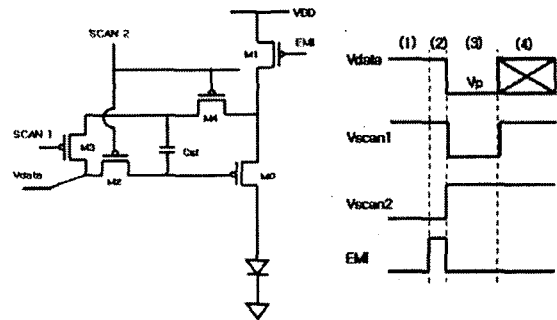 VDD
SCAN 2
M1
EMI
M4
SCAN 1
M3
Cst
Vdata
M2
M0
(1) (2) (3) (4)
Vdata
Vp
Vscan1
Vscan2
EMI